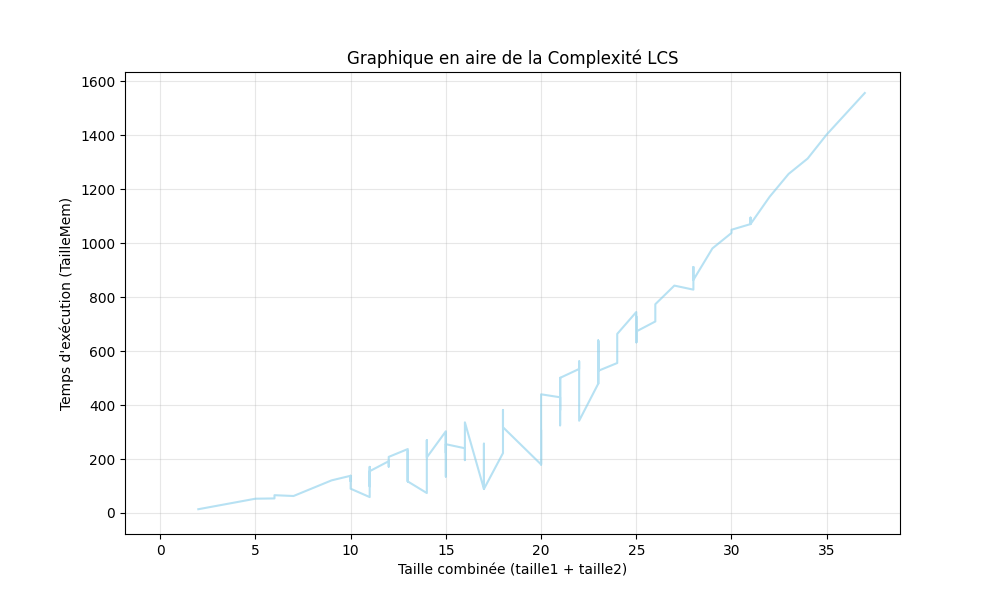 Graphique en aire de la Complexité LCS
Temps d'exécution (TailleMem)
1600
1400
1200
1000
800
600
400
200
0
0 5 10 15 20 25 30 35
Taille combinée (taille1 + taille2)